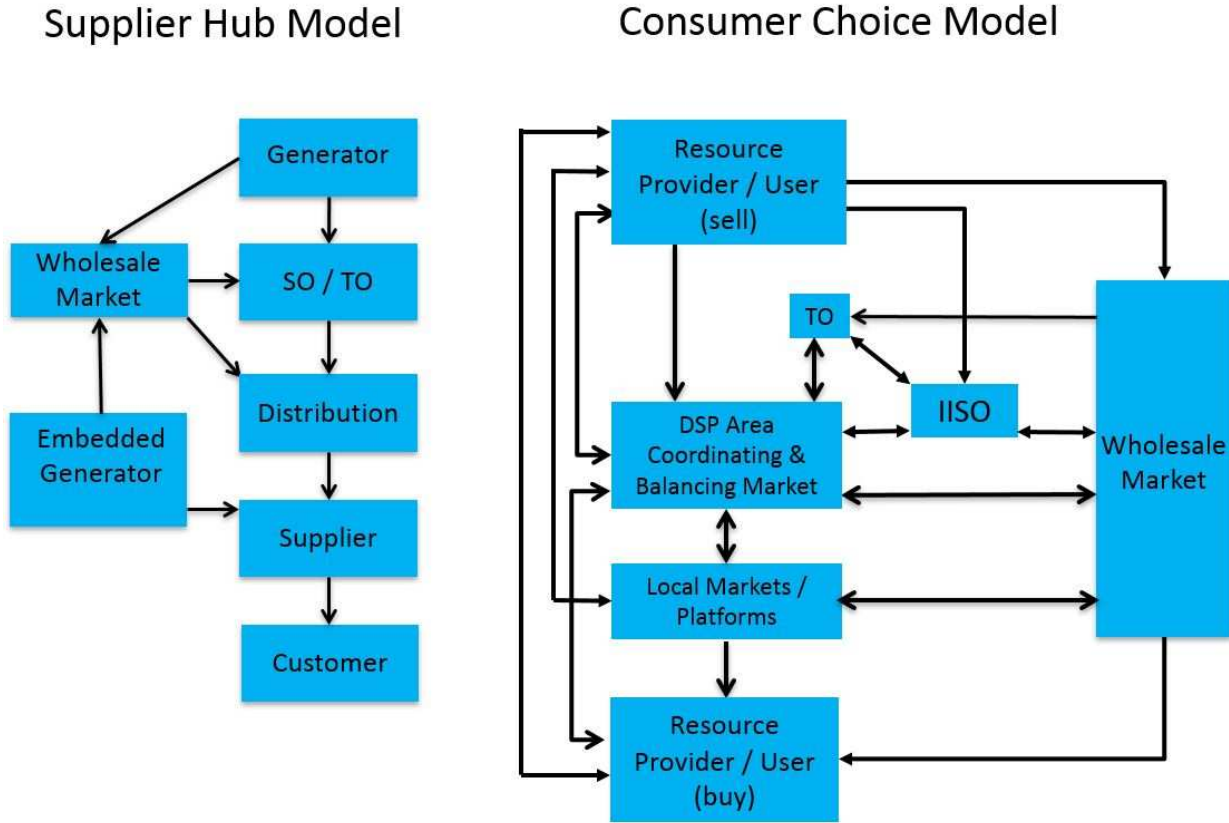 Supplier Hub Model
Generator
Wholesale
Market
SO / TO
Distribution
Embedded
Generator
Supplier
Customer
Consumer Choice Model
Resource
Provider / User
(sell)
TO
IISO
DSP Area
Coordinating &
Balancing Market
Wholesale
Market
Local Markets /
Platforms
Resource
Provider / User
(buy)